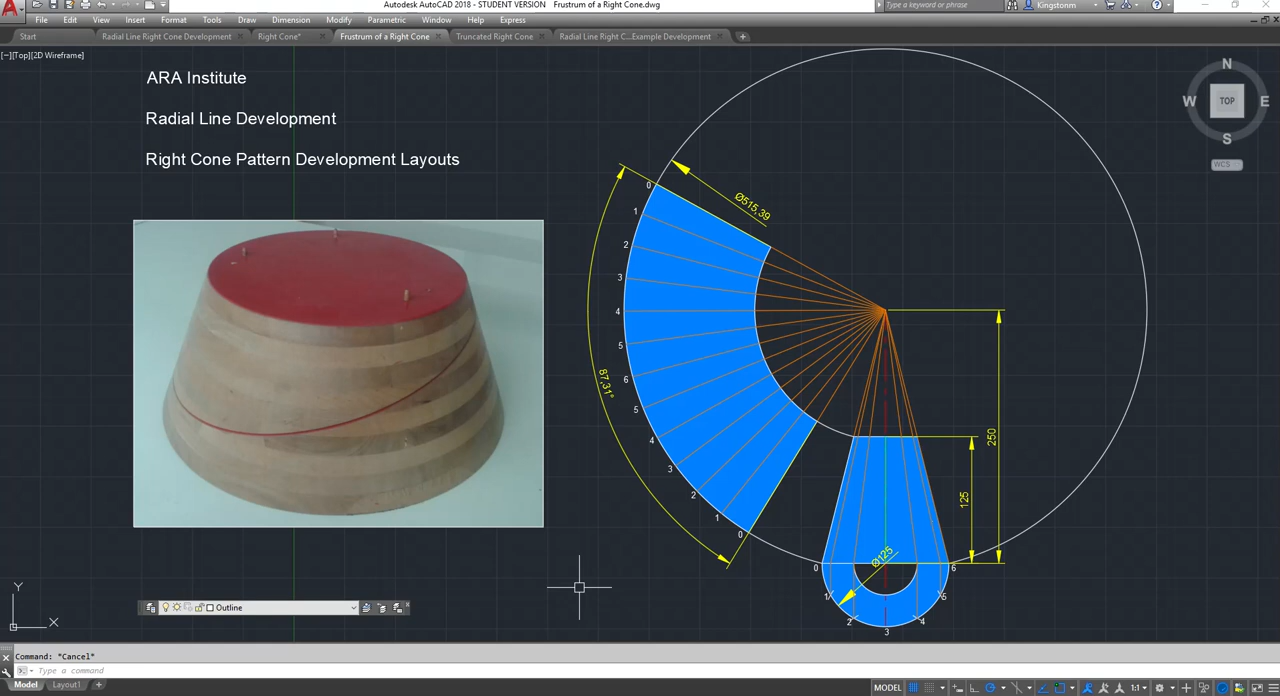 Autodesk AutoCAD 2018 - STUDENT VERSION Frustrum of a Right Cone.dwg
Type a keyword or phrase
Kingstonm
File Edit View Insert Format Tools Draw Dimension Modify Parametric Window Help Express
Start
Radial Line Right Cone Development
Right Cone*
Frustrum of a Right Cone
Truncated Right Cone
Radial Line Right C...Example Development
[−][Top][2D Wireframe]
ARA Institute
Radial Line Development
Right Cone Pattern Development Layouts
N
W TOP E
S
WCS
Ø515,39
0
1
2
3
4
5
6
5
4
3
2
1
0
87,31°
250
125
Ø125
0
1
2
3
4
5
6
Y
X
Outline
Command: *Cancel*
Type a command
Model
Layout1
MODEL
1:1